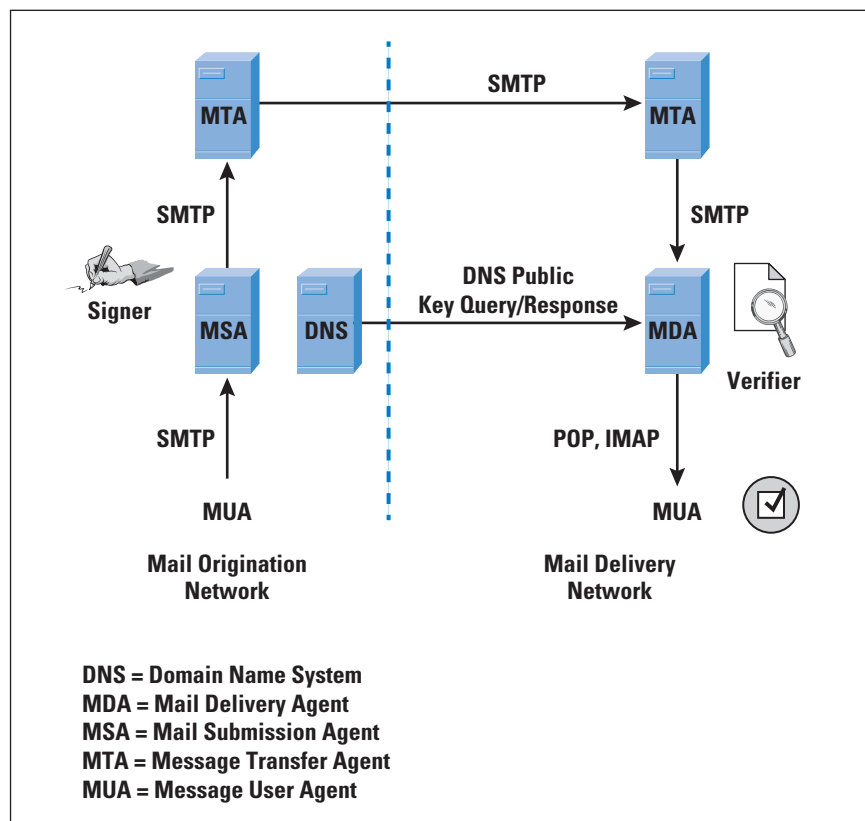 SMTP
MTA
MTA
SMTP
SMTP
Signer
MSA
DNS
DNS Public
Key Query/Response
MDA
Verifier
SMTP
POP, IMAP
MUA
MUA
Mail Origination
Network
Mail Delivery
Network
DNS = Domain Name System
MDA = Mail Delivery Agent
MSA = Mail Submission Agent
MTA = Message Transfer Agent
MUA = Message User Agent